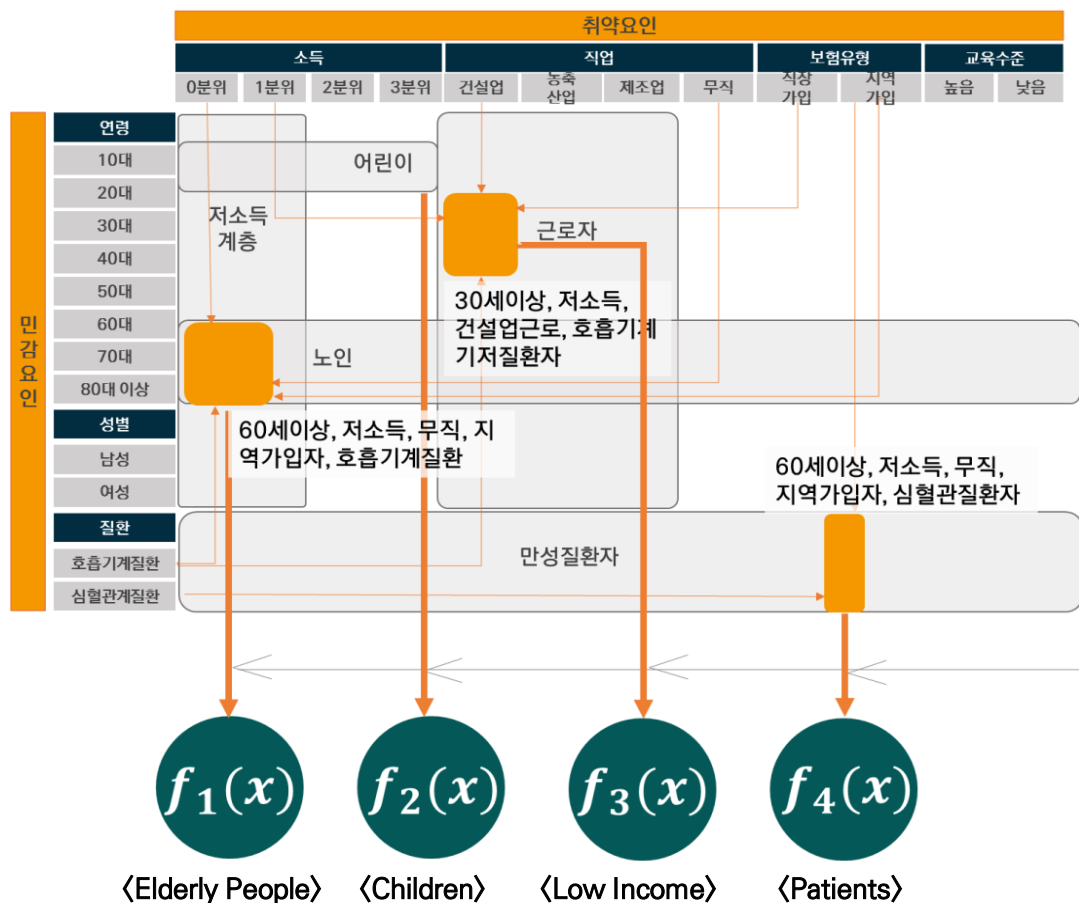 취약요인
소득 직업 보험유형 교육수준
0분위 1분위 2분위 3분위 건설업 농축 산업 제조업 무직 직장 가입 지역 가입 높음 낮음
민감요인
연령
10대
20대
30대
40대
50대
60대
70대
80대 이상
성별
남성
여성
질환
호흡기계질환
심혈관계질환
어린이
저소득
계층
근로자
30세이상, 저소득,
건설업근로, 호흡기계
기저질환자
노인
60세이상, 저소득, 무직, 지
역가입자, 호흡기계질환
60세이상, 저소득, 무직,
지역가입자, 심혈관질환자
만성질환자
f₁(x) f₂(x) f₃(x) f₄(x)
〈Elderly People〉 〈Children〉 〈Low Income〉 〈Patients〉